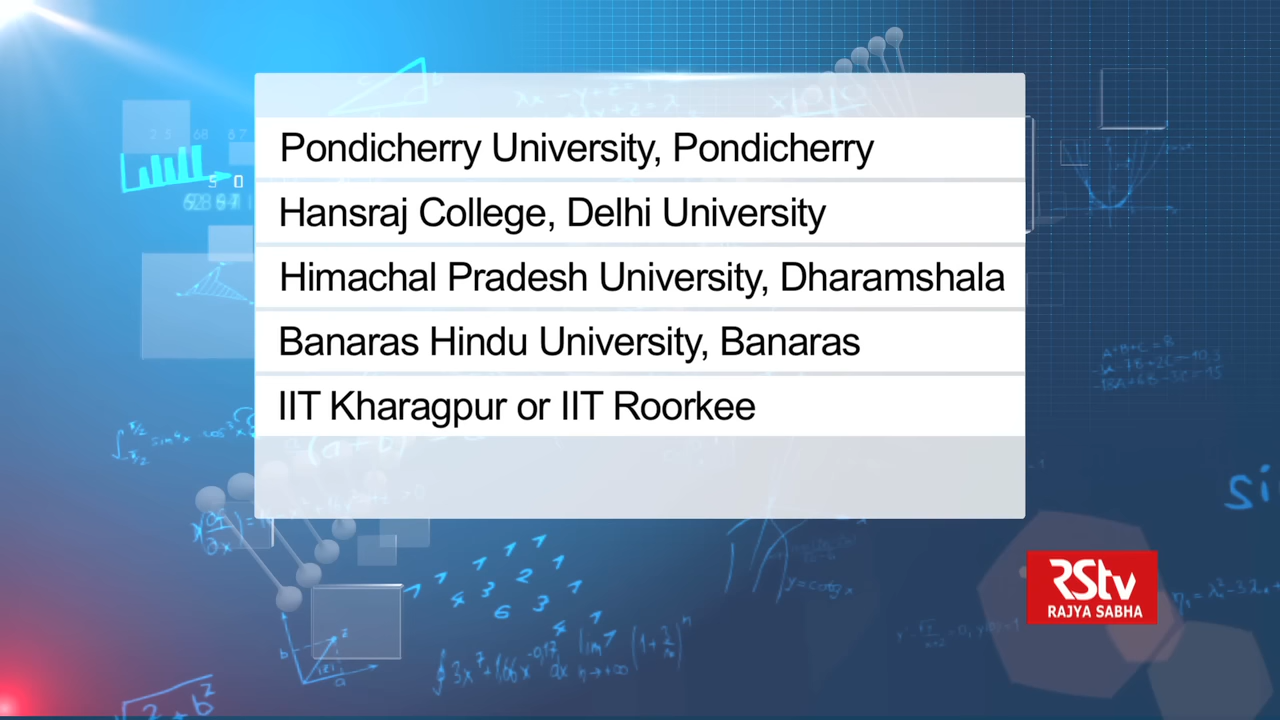 Pondicherry University, Pondicherry
Hansraj College, Delhi University
Himachal Pradesh University, Dharamshala
Banaras Hindu University, Banaras
IIT Kharagpur or IIT Roorkee
RStv
RAJYA SABHA